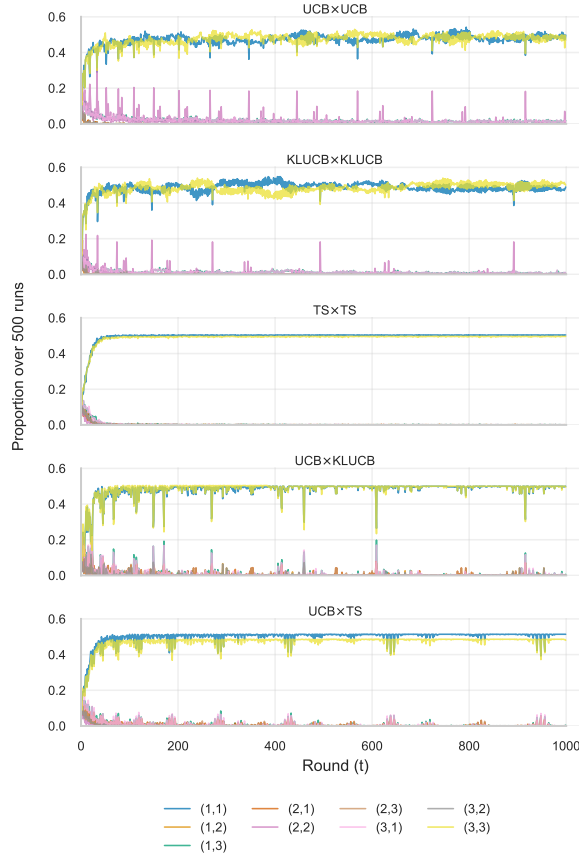 UCB×UCB
0.6
0.4
0.2
0.0
KLUCB×KLUCB
0.6
0.4
0.2
0.0
TS×TS
0.6
0.4
0.2
0.0
UCB×KLUCB
0.6
0.4
0.2
0.0
UCB×TS
0.6
0.4
0.2
0.0
0 200 400 600 800 1000
Round (t)
Proportion over 500 runs
(1,1) (2,1) (2,3) (3,2)
(1,2) (2,2) (3,1) (3,3)
(1,3)